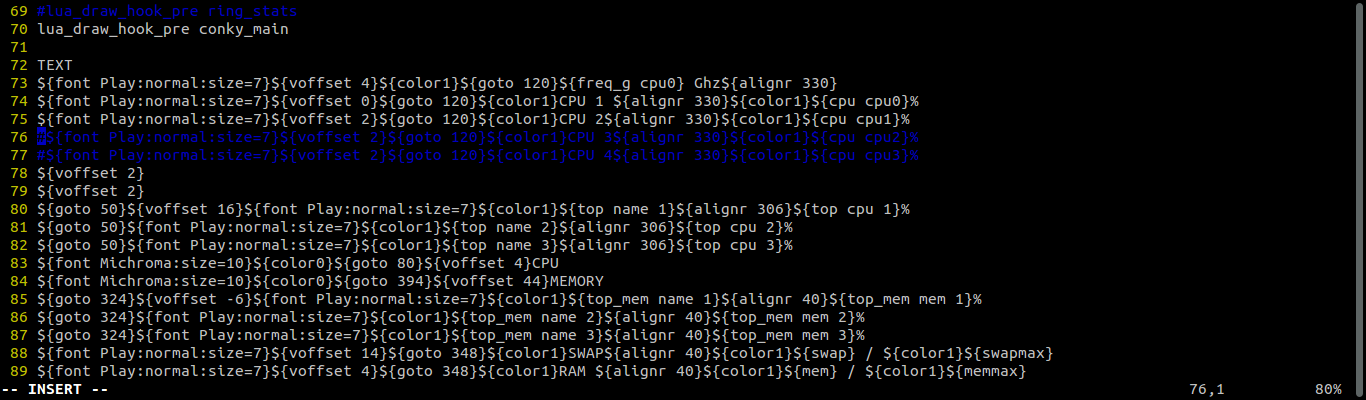 69 #lua_draw_hook_pre ring_stats
70 lua_draw_hook_pre conky_main
71
72 TEXT
73 ${font Play:normal:size=7}${voffset 4}${color1}${goto 120}${freq_g cpu0} Ghz${alignr 330}
74 ${font Play:normal:size=7}${voffset 0}${goto 120}${color1}CPU 1 ${alignr 330}${color1}${cpu cpu0}%
75 ${font Play:normal:size=7}${voffset 2}${goto 120}${color1}CPU 2${alignr 330}${color1}${cpu cpu1}%
76 #${font Play:normal:size=7}${voffset 2}${goto 120}${color1}CPU 3${alignr 330}${color1}${cpu cpu2}%
77 #${font Play:normal:size=7}${voffset 2}${goto 120}${color1}CPU 4${alignr 330}${color1}${cpu cpu3}%
78 ${voffset 2}
79 ${voffset 2}
80 ${goto 50}${voffset 16}${font Play:normal:size=7}${color1}${top name 1}${alignr 306}${top cpu 1}%
81 ${goto 50}${font Play:normal:size=7}${color1}${top name 2}${alignr 306}${top cpu 2}%
82 ${goto 50}${font Play:normal:size=7}${color1}${top name 3}${alignr 306}${top cpu 3}%
83 ${font Michroma:size=10}${color0}${goto 80}${voffset 4}CPU
84 ${font Michroma:size=10}${color0}${goto 394}${voffset 44}MEMORY
85 ${goto 324}${voffset -6}${font Play:normal:size=7}${color1}${top_mem name 1}${alignr 40}${top_mem mem 1}%
86 ${goto 324}${font Play:normal:size=7}${color1}${top_mem name 2}${alignr 40}${top_mem mem 2}%
87 ${goto 324}${font Play:normal:size=7}${color1}${top_mem name 3}${alignr 40}${top_mem mem 3}%
88 ${font Play:normal:size=7}${voffset 14}${goto 348}${color1}SWAP${alignr 40}${color1}${swap} / ${color1}${swapmax}
89 ${font Play:normal:size=7}${voffset 4}${goto 348}${color1}RAM ${alignr 40}${color1}${mem} / ${color1}${memmax}
-- INSERT -- 76,1 80%